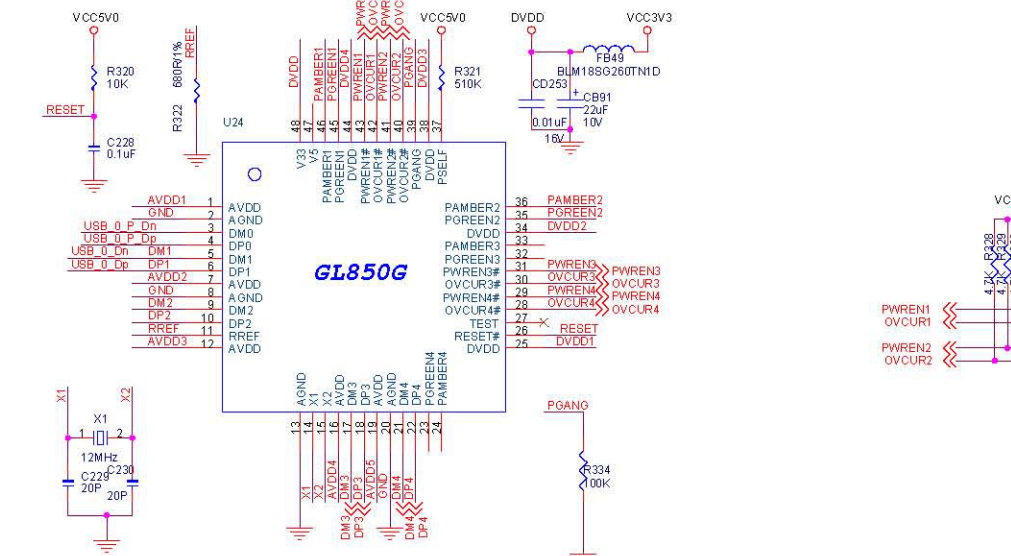 VCC5V0
R320
10K
RESET
C228
0.1uF
RREF
680R/1%
R322
DVDD
PAMBER1
PGREEN1
DVDD4
PWREN1
OVCUR1
PWREN2
OVCUR2
PGANG
DVDD3
VCC5V0
R321
510K
DVDD
VCC3V3
FB49
BLM18SG260TN1D
CD253
0.01uF
16V
+
CB91
22uF
10V
U24
48
47
46
45
44
43
42
41
40
39
38
37
V33
V5
PAMBER1
PGREEN1
DVDD
PWREN1#
OVCUR1#
PWREN2#
OVCUR2#
PGANG
DVDD
PSELF
AVDD1 1 AVDD
GND 2 AGND
USB_0_P_Dn 3 DM0
USB_0_P_Dp 4 DP0
USB_0_Dn DM1 5 DM1
USB_0_Dp DP1 6 DP1
AVDD2 7 AVDD
GND 8 AGND
DM2 9 DM2
DP2 10 DP2
RREF 11 RREF
AVDD3 12 AVDD
GL850G
PAMBER2 36 PAMBER2
PGREEN2 35 PGREEN2
DVDD 34 DVDD2
PAMBER3 33
PGREEN3 32
PWREN3# 31 PWREN3 PWREN3
OVCUR3# 30 OVCUR3 OVCUR3
PWREN4# 29 PWREN4 PWREN4
OVCUR4# 28 OVCUR4 OVCUR4
TEST 27
RESET# 26 RESET
DVDD 25 DVDD1
AGND
X1
X2
AVDD
DM3
DP3
AVDD
AGND
DM4
DP4
PGREEN4
PAMBER4
13
14
15
16
17
18
19
20
21
22
23
24
X1
X2
AVDD4
DM3
DP3
AVDD5
GND
DM4
DP4
DM3
DP3
DM4
DP4
X1
X2
X1
1 2
12MHz
C229
20P
C230
20P
PGANG
R334
100K
R328
R329
4.7K
4.7K
PWREN1
OVCUR1
PWREN2
OVCUR2